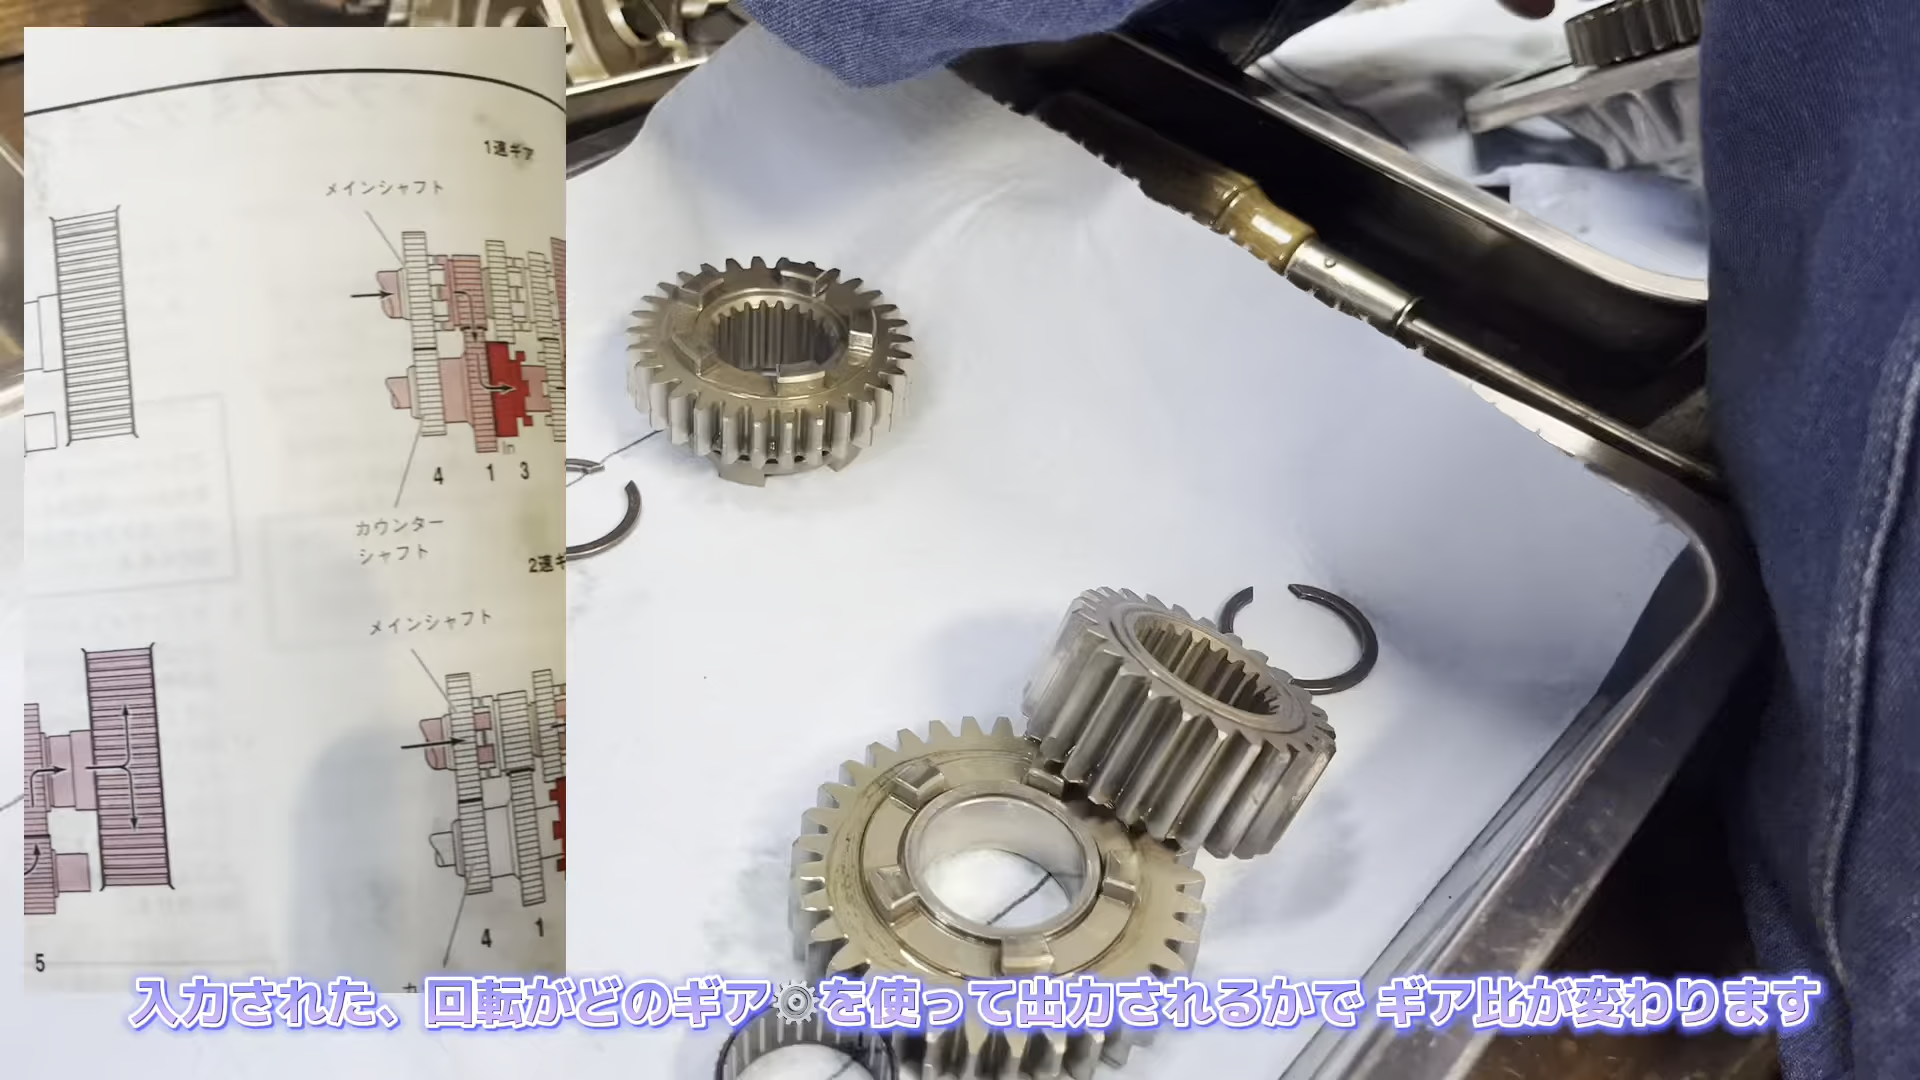 1速ギア
メインシャフト
In
4 1 3
カウンター
シャフト
2速ギ
メインシャフト
4 1
5
カ
入力された、回転がどのギア⚙を使って出力されるかで ギア比が変わります